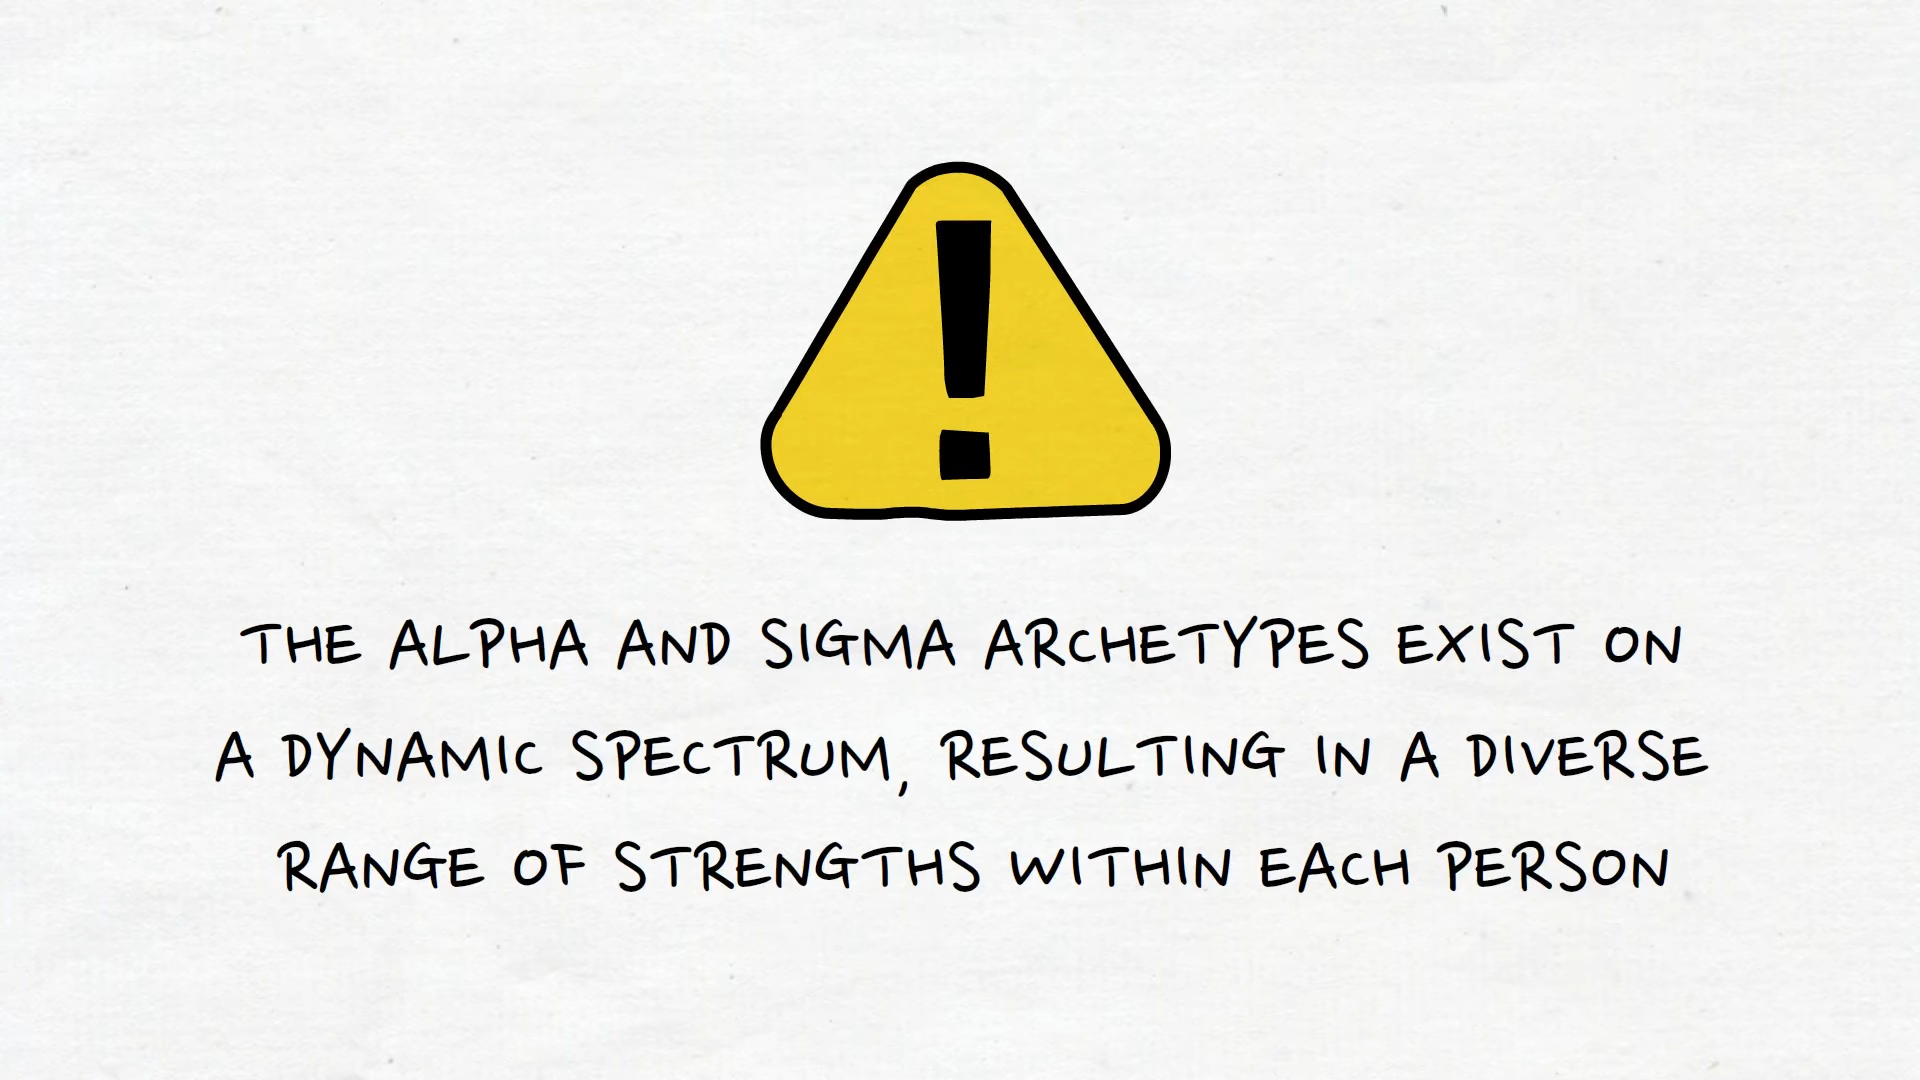 THE ALPHA AND SIGMA ARCHETYPES EXIST ON
A DYNAMIC SPECTRUM, RESULTING IN A DIVERSE
RANGE OF STRENGTHS WITHIN EACH PERSON